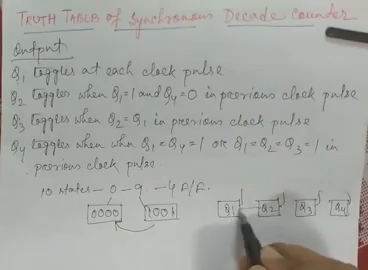 TRUTH TABLE of Synchronous Decade Counter
Output
Q1 toggles at each clock pulse
Q2 toggles when Q1=1 and Q4=0 in previous clock pulse
Q3 toggles when Q2=Q1 in previous clock pulse
Q4 toggles when when Q1=Q4=1 or Q1=Q2=Q3=1 in
previous clock pulse
10 states - 0 - 9 - 4 F/F.
0000 1001 Q1 Q2 Q3 Q4